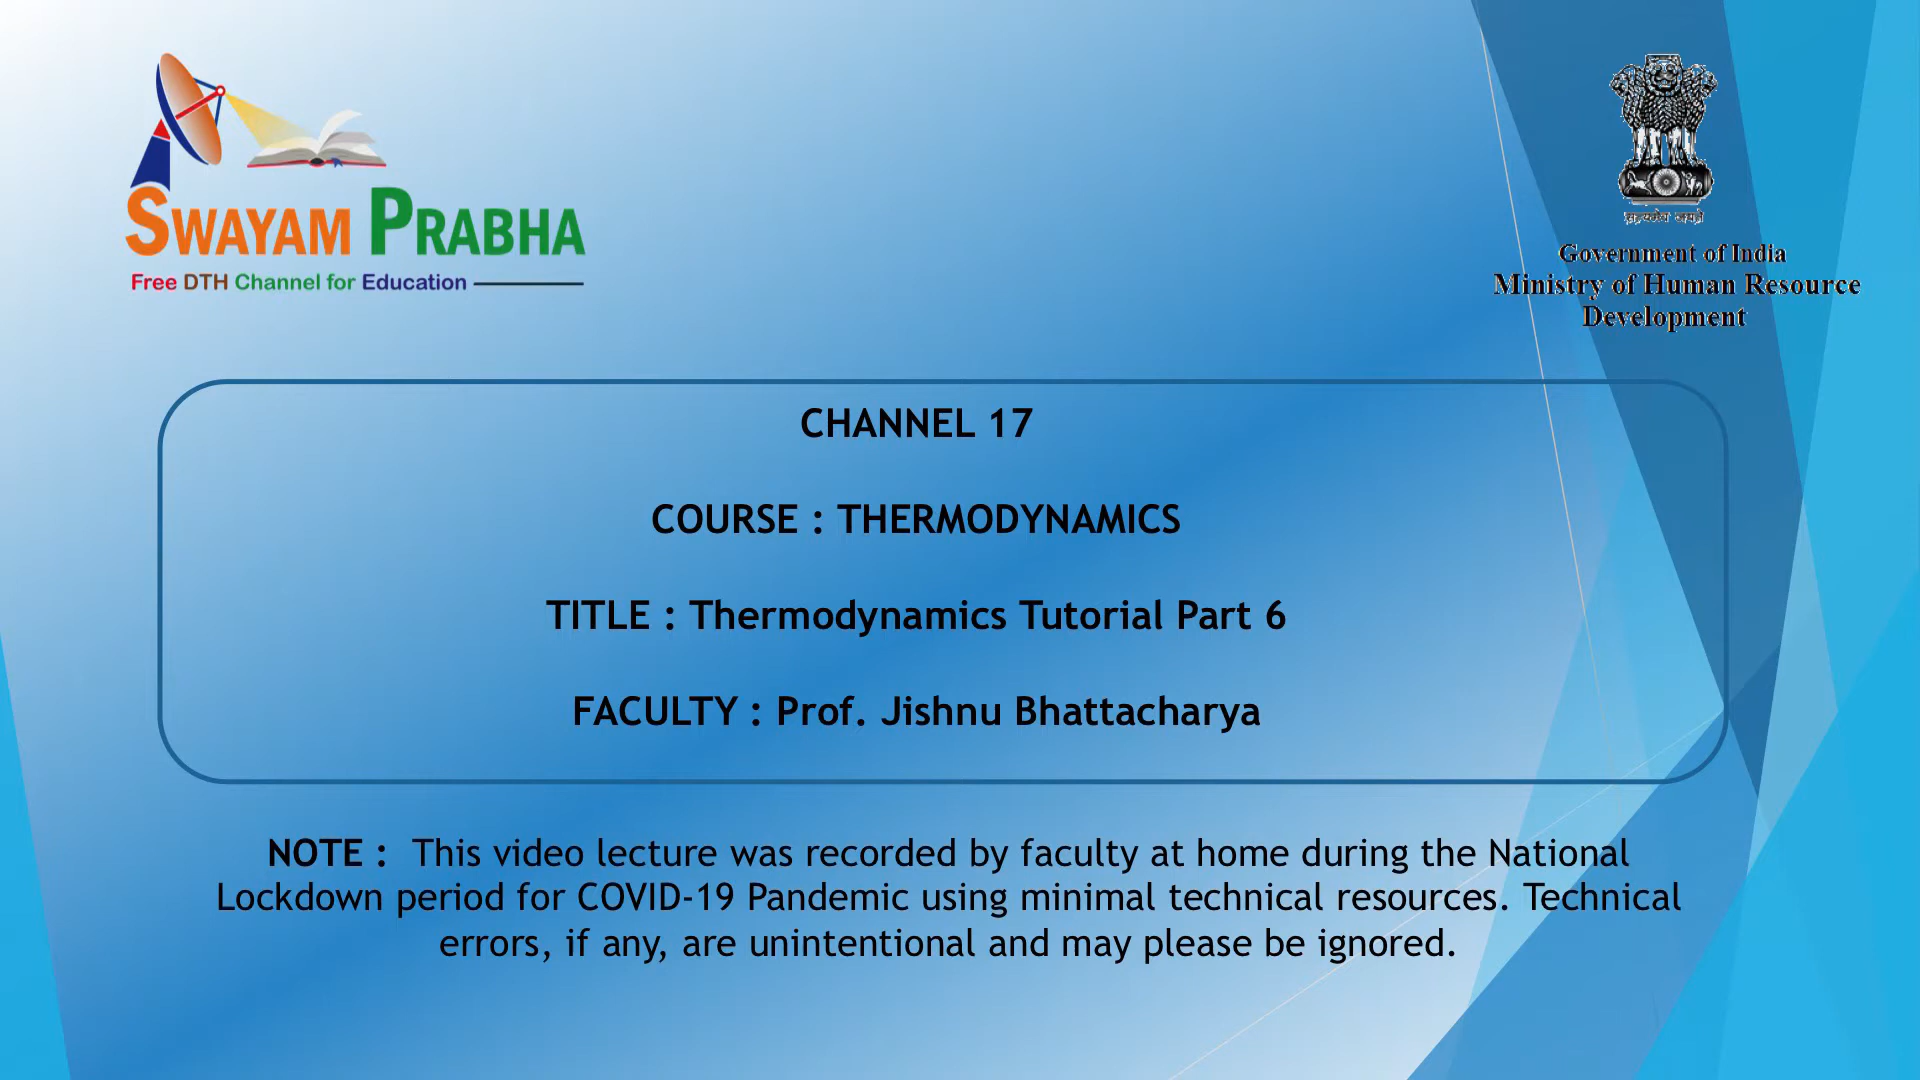 SWAYAM PRABHA
Free DTH Channel for Education
सत्यमेव जयते
Government of India
Ministry of Human Resource
Development
CHANNEL 17
COURSE : THERMODYNAMICS
TITLE : Thermodynamics Tutorial Part 6
FACULTY : Prof. Jishnu Bhattacharya
NOTE :  This video lecture was recorded by faculty at home during the National
Lockdown period for COVID-19 Pandemic using minimal technical resources. Technical
errors, if any, are unintentional and may please be ignored.